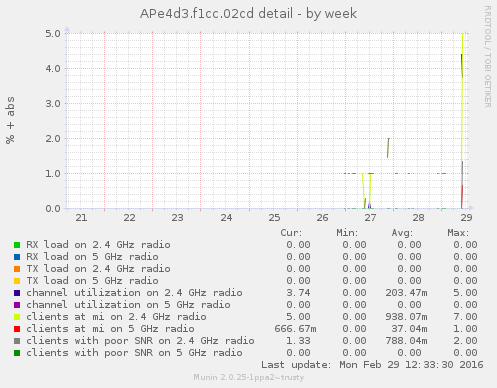 APe4d3.f1cc.02cd detail - by week
RRDTOOL / TOBI OETIKER
% + abs
5.0
4.0
3.0
2.0
1.0
0.0
21 22 23 24 25 26 27 28 29
Cur: Min: Avg: Max:
RX load on 2.4 GHz radio 0.00 0.00 0.00 0.00
RX load on 5 GHz radio 0.00 0.00 0.00 0.00
TX load on 2.4 GHz radio 0.00 0.00 0.00 0.00
TX load on 5 GHz radio 0.00 0.00 0.00 0.00
channel utilization on 2.4 GHz radio 3.74 0.00 203.47m 5.00
channel utilization on 5 GHz radio 0.00 0.00 0.00 0.00
clients at mi on 2.4 GHz radio 5.00 0.00 938.07m 7.00
clients at mi on 5 GHz radio 666.67m 0.00 37.04m 1.00
clients with poor SNR on 2.4 GHz radio 1.33 0.00 788.04m 2.00
clients with poor SNR on 5 GHz radio 0.00 0.00 0.00 0.00
Last update: Mon Feb 29 12:33:30 2016
Munin 2.0.25-1ppa2~trusty